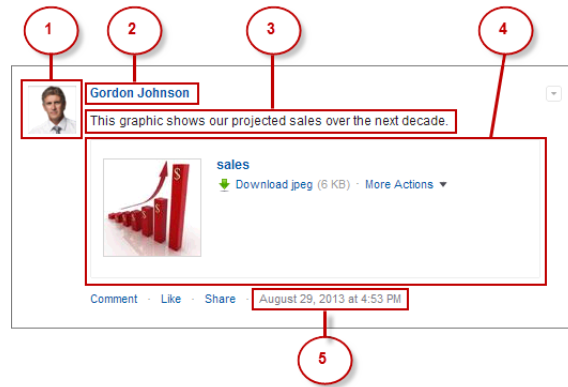 1 2 3 4
Gordon Johnson
This graphic shows our projected sales over the next decade.
$ $
sales
Download jpeg (6 KB) · More Actions
Comment · Like · Share · August 29, 2013 at 4:53 PM
5